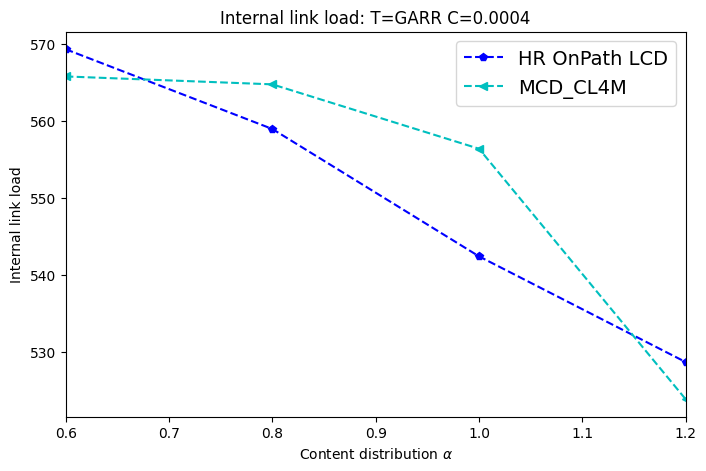 Internal link load: T=GARR C=0.0004
HR OnPath LCD
MCD_CL4M
Internal link load
570
560
550
540
530
0.6 0.7 0.8 0.9 1.0 1.1 1.2
Content distribution α